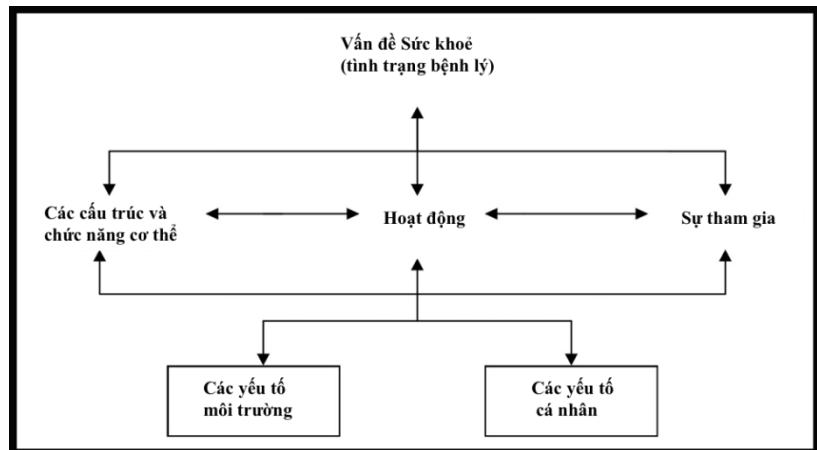 Vấn đề Sức khoẻ
(tình trạng bệnh lý)
Các cấu trúc và
chức năng cơ thể
Hoạt động
Sự tham gia
Các yếu tố
môi trường
Các yếu tố
cá nhân